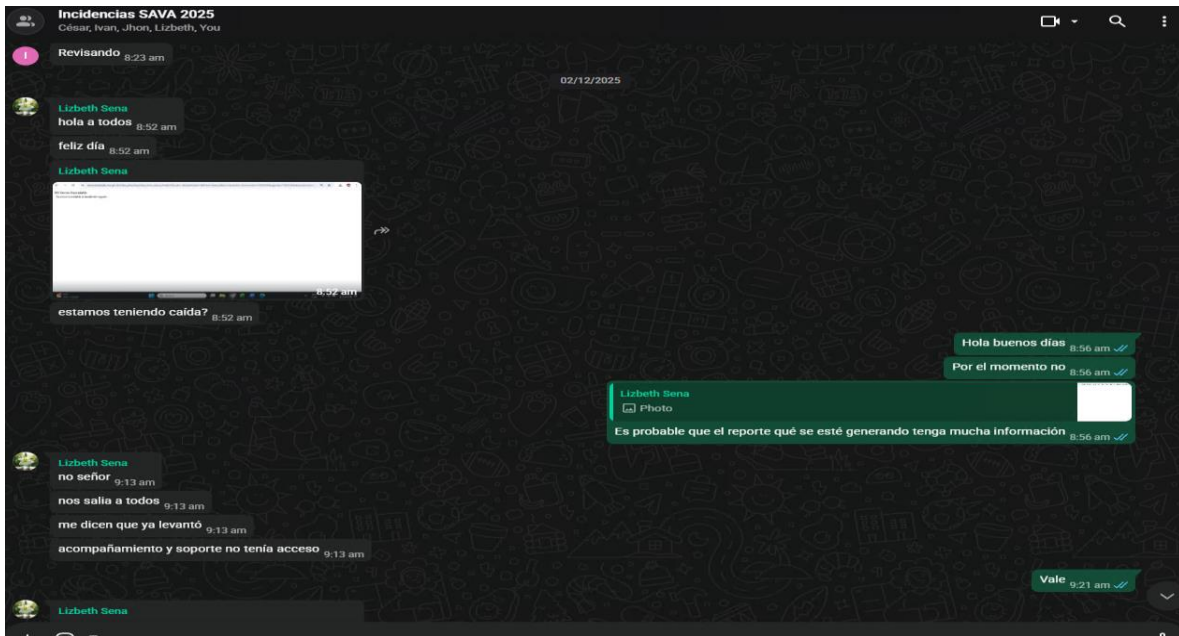 Incidencias SAVA 2025
César, Ivan, Jhon, Lizbeth, You
I
Revisando 8:23 am
02/12/2025
Lizbeth Sena
hola a todos 8:52 am
feliz día 8:52 am
Lizbeth Sena
8:52 am
estamos teniendo caída? 8:52 am
Hola buenos días 8:56 am
Por el momento no 8:56 am
Lizbeth Sena
Photo
Es probable que el reporte qué se esté generando tenga mucha información 8:56 am
Lizbeth Sena
no señor 9:13 am
nos salia a todos 9:13 am
me dicen que ya levantó 9:13 am
acompañamiento y soporte no tenía acceso 9:13 am
Vale 9:21 am
Lizbeth Sena